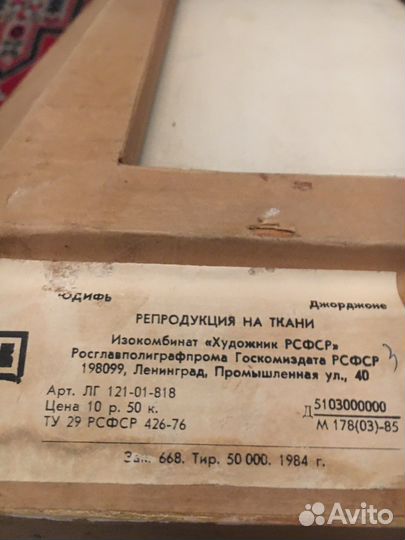 ЮДИФЬ Джорджоне
РЕПРОДУКЦИЯ НА ТКАНИ
Изокомбинат «Художник РСФСР»
Росглавполиграфпрома Госкомиздата РСФСР
198099, Ленинград, Промышленная ул., 40
3
Арт. ЛГ 121-01-818
Цена 10 р. 50 к.
ТУ 29 РСФСР 426-76
Д 5103000000
М 178(03)-85
Зак. 668. Тир. 50 000. 1984 г.
Avito